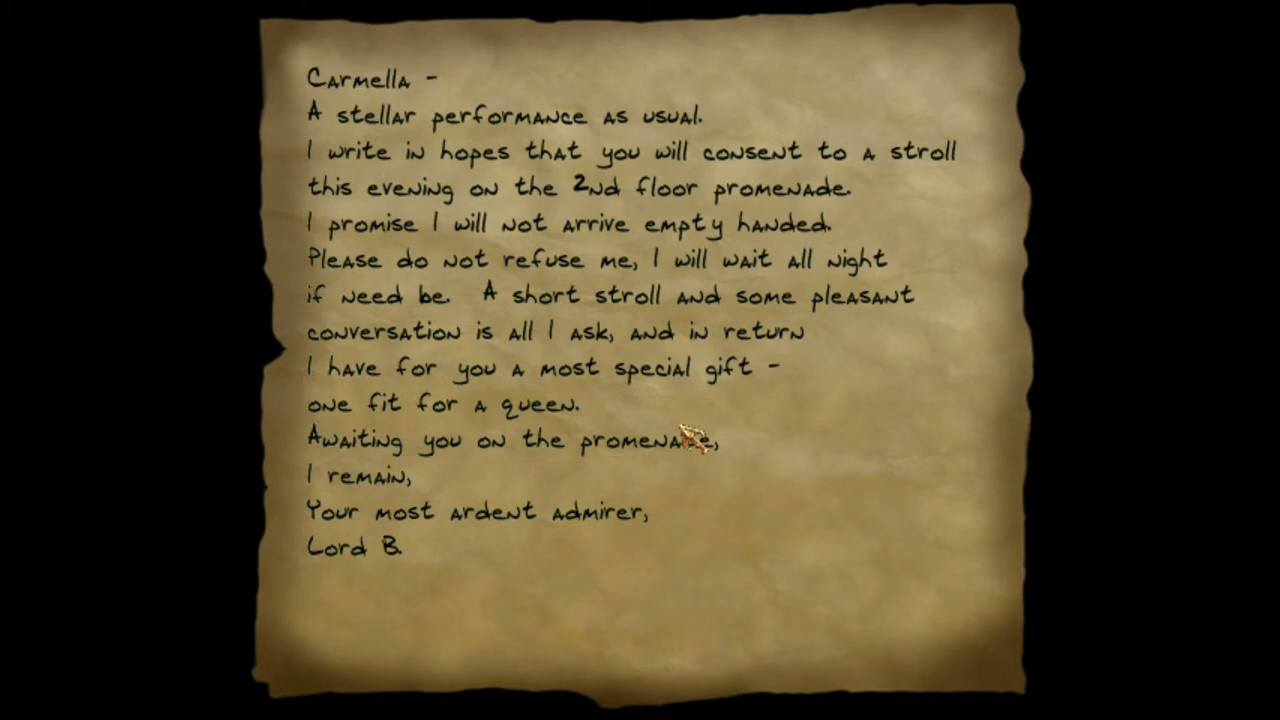 Carmella -
A stellar performance as usual.
I write in hopes that you will consent to a stroll
this evening on the 2nd floor promenade.
I promise I will not arrive empty handed.
Please do not refuse me, I will wait all night
if need be. A short stroll and some pleasant
conversation is all I ask, and in return
I have for you a most special gift -
one fit for a queen.
Awaiting you on the promenade,
I remain,
Your most ardent admirer,
Lord B.